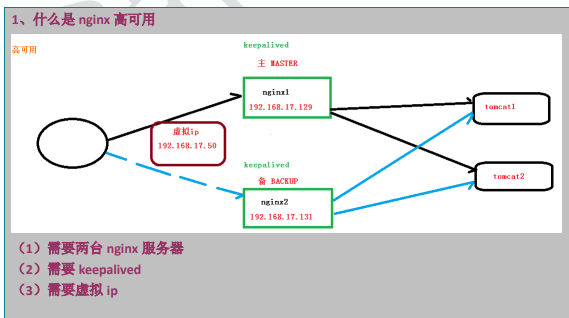 1、什么是 nginx 高可用
高可用
keepalived
主 MASTER
nginx1
192.168.17.129
虚拟ip
192.168.17.50
tomcat1
keepalived
备 BACKUP
tomcat2
nginx2
192.168.17.131
（1）需要两台 nginx 服务器
（2）需要 keepalived
（3）需要虚拟 ip